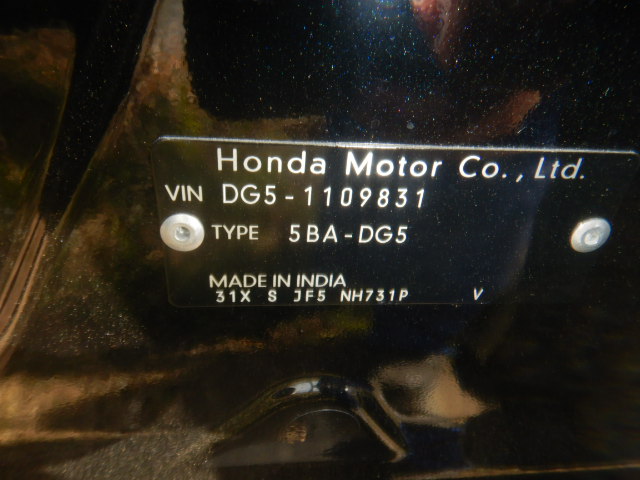 Honda Motor Co., Ltd.
VIN DG5-1109831
TYPE 5BA-DG5
MADE IN INDIA
31X S JF5 NH731P V